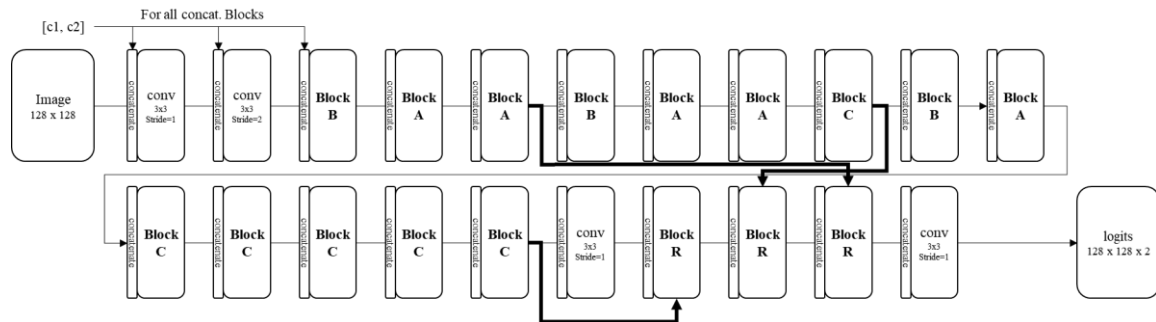 For all concat. Blocks
[c1, c2]
Image
128 x 128
concatenate
conv
3x3
Stride=1
concatenate
conv
3x3
Stride=2
concatenate
Block
B
concatenate
Block
A
concatenate
Block
A
concatenate
Block
B
concatenate
Block
A
concatenate
Block
A
concatenate
Block
C
concatenate
Block
B
concatenate
Block
A
concatenate
Block
C
concatenate
Block
C
concatenate
Block
C
concatenate
Block
C
concatenate
Block
C
concatenate
conv
3x3
Stride=1
concatenate
Block
R
concatenate
Block
R
concatenate
Block
R
concatenate
conv
3x3
Stride=1
logits
128 x 128 x 2